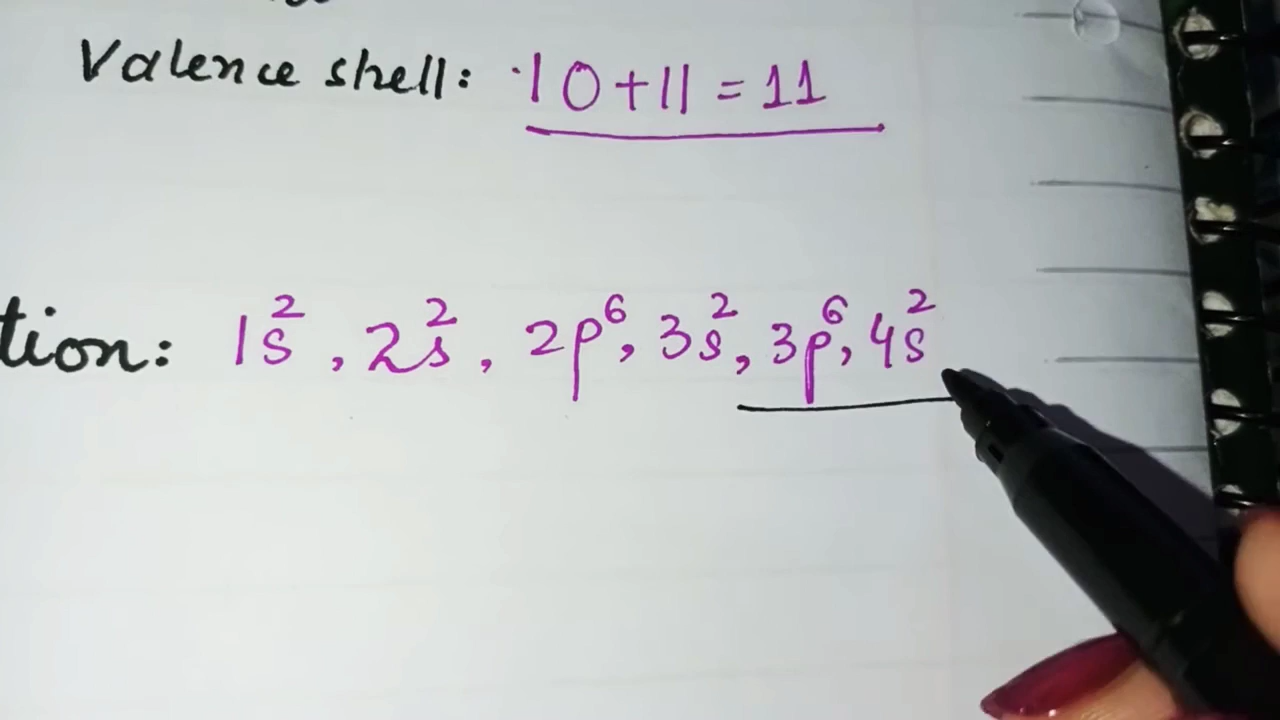 Valence shell: 10+11 = 11
tion: 1s², 2s², 2p⁶, 3s², 3p⁶, 4s²